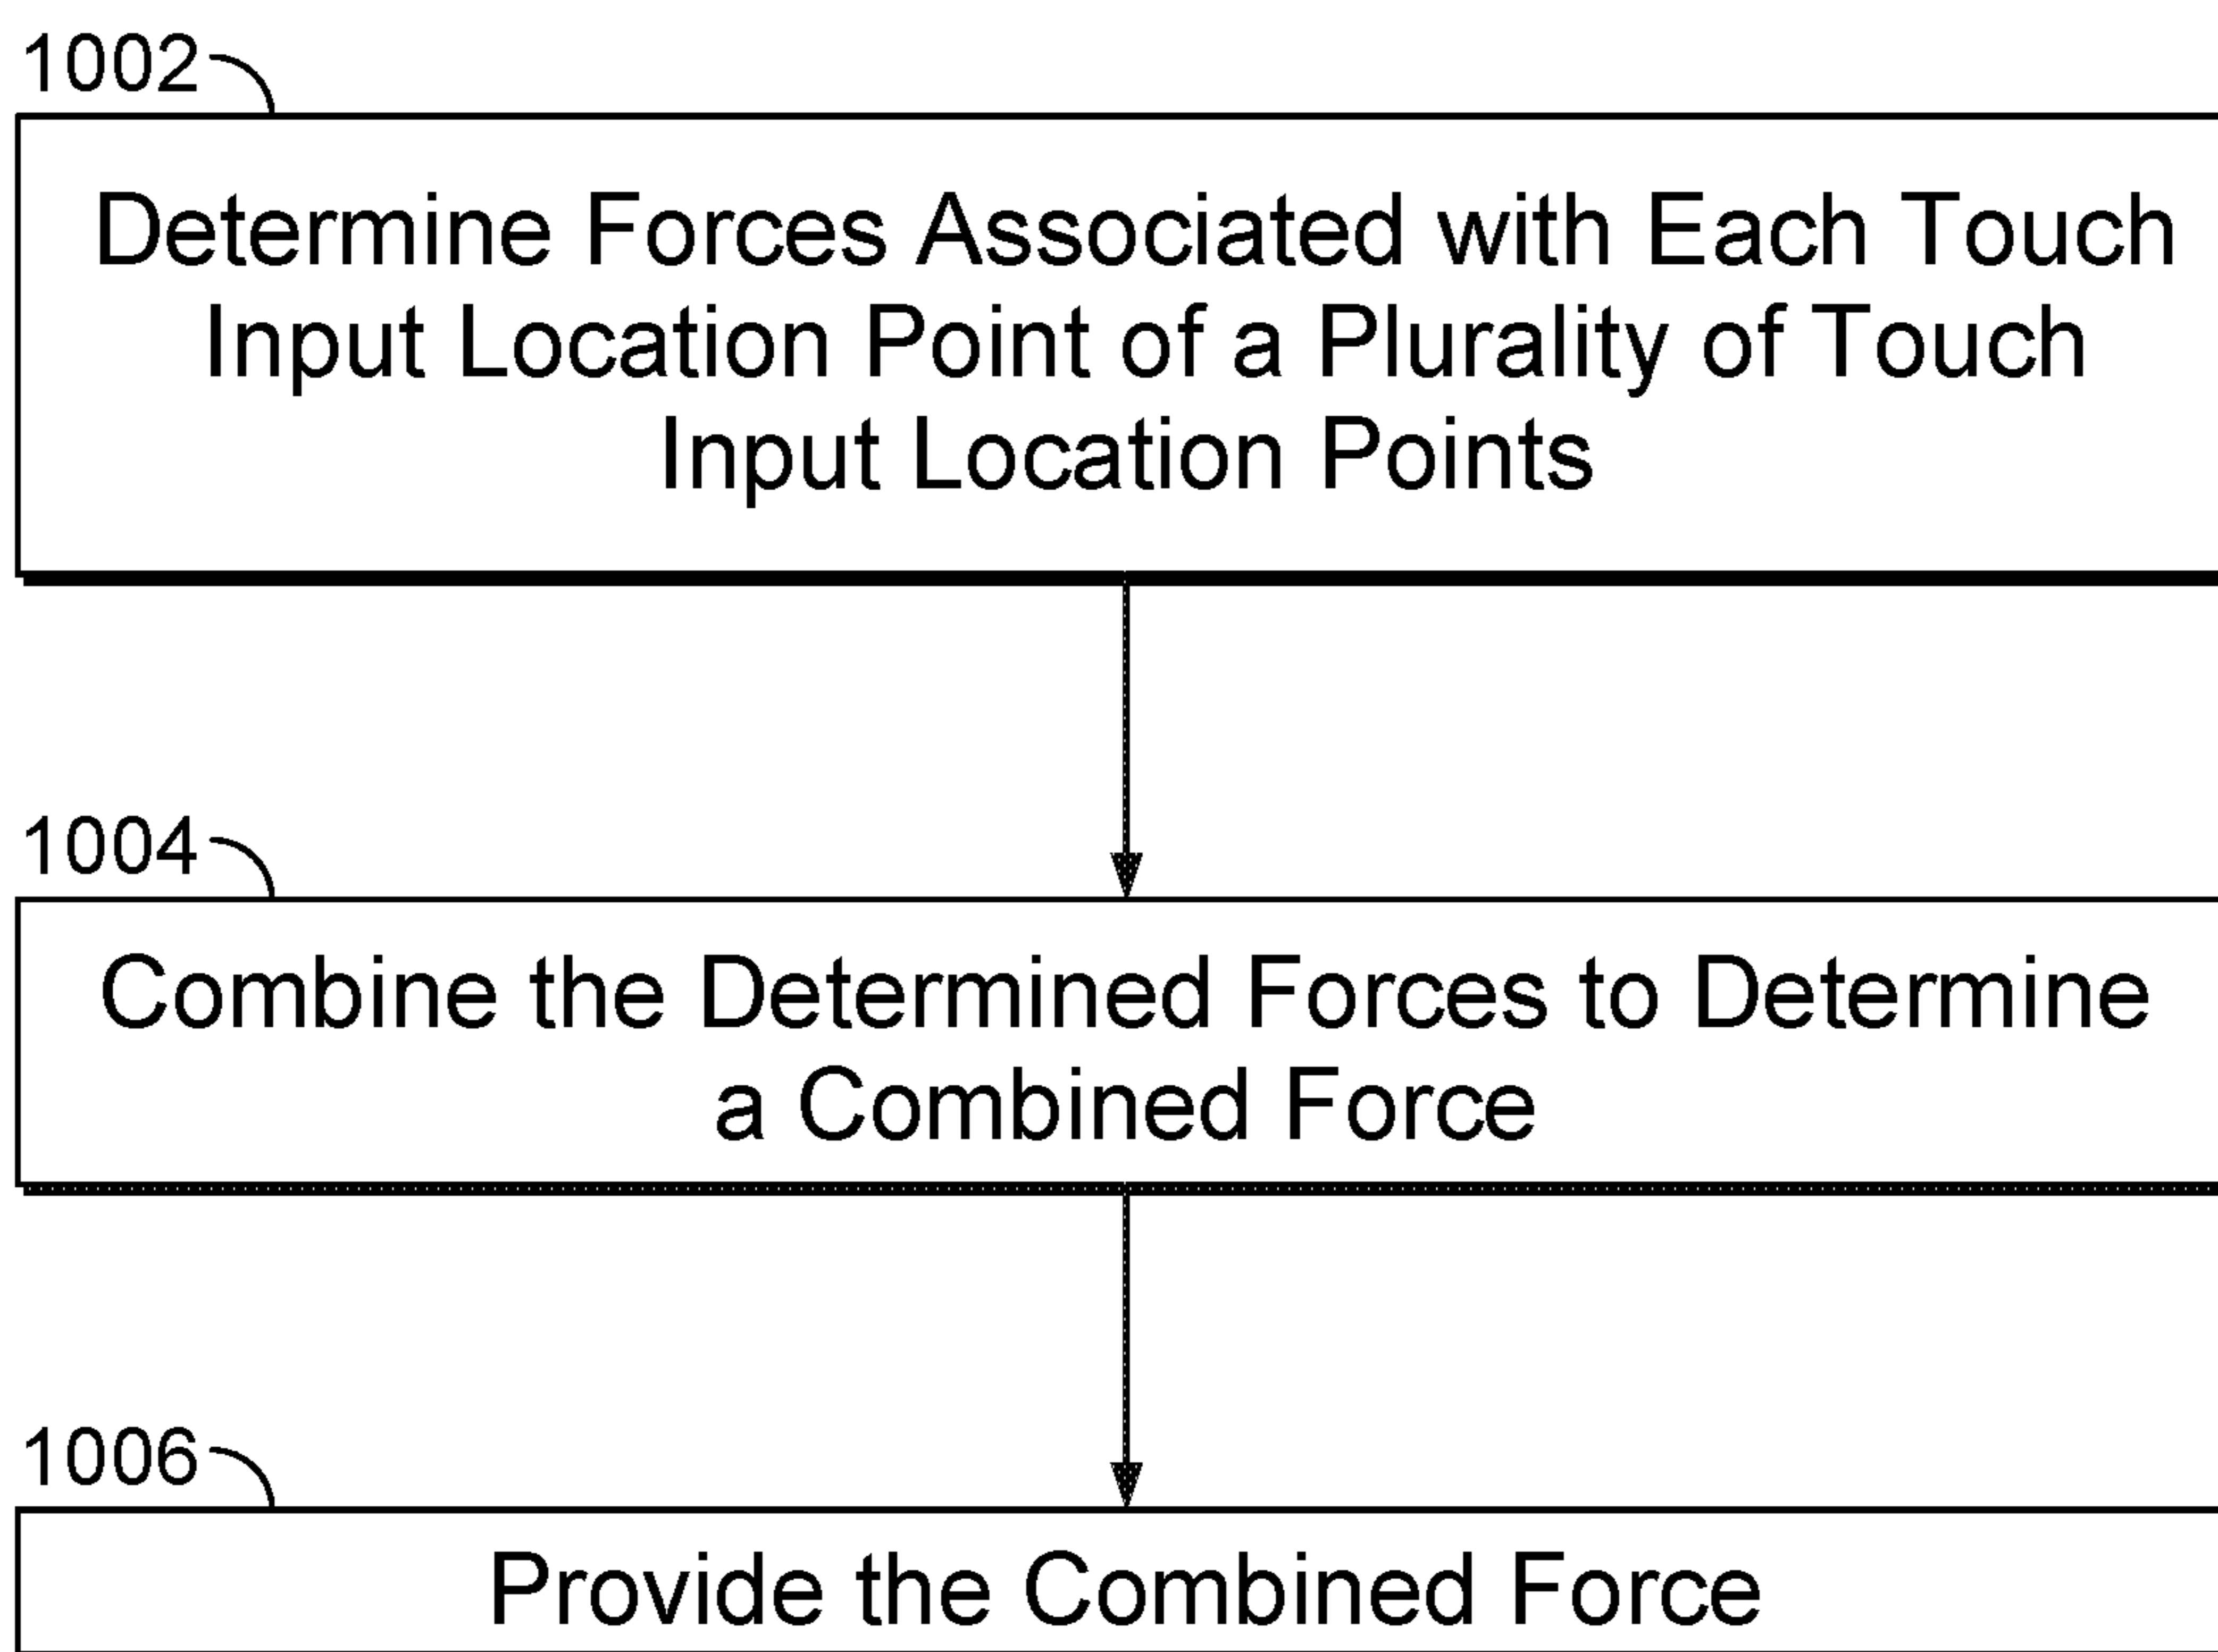 1002
Determine Forces Associated with Each Touch
Input Location Point of a Plurality of Touch
Input Location Points
1004
Combine the Determined Forces to Determine
a Combined Force
1006
Provide the Combined Force